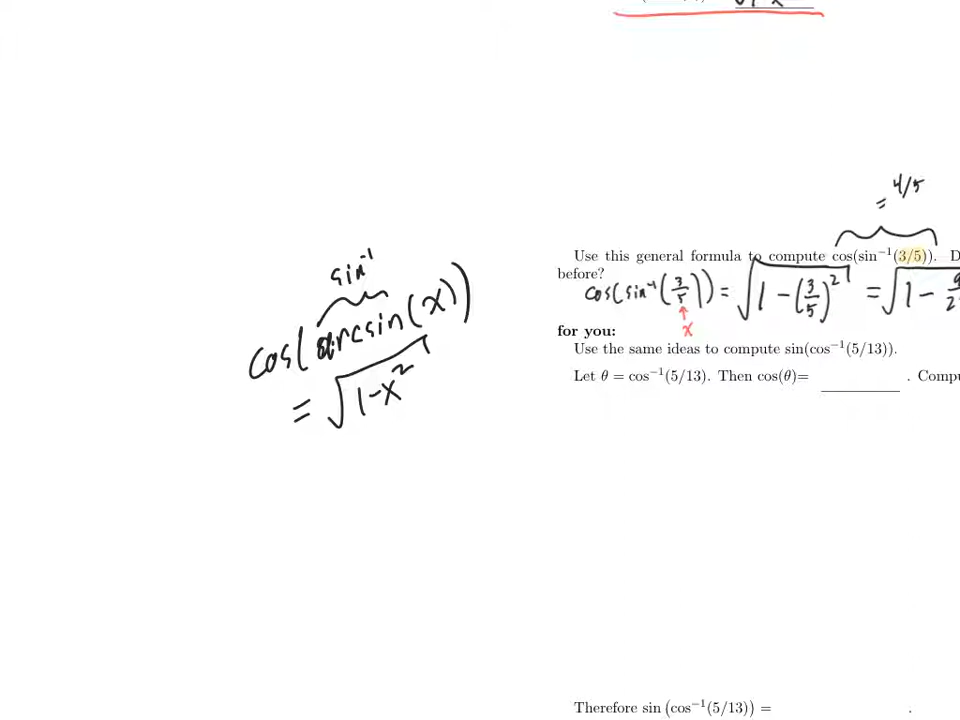 = 4/5
Use this general formula to compute cos(sin⁻¹(3/5)). D
before?
cos(sin⁻¹(3/5)) = √(1 − (3/5)²) = √(1 − 9/2
x
for you:
Use the same ideas to compute sin(cos⁻¹(5/13)).
Let θ = cos⁻¹(5/13). Then cos(θ)= ________ . Compu
sin⁻¹
cos(arcsin(x))
= √(1-x²)
Therefore sin (cos⁻¹(5/13)) = .